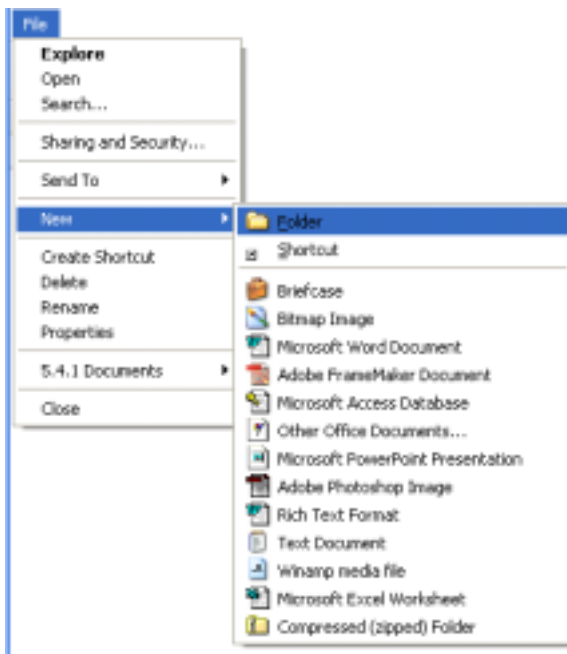 File
Explore
Open
Search...
Sharing and Security...
Send To
New
Create Shortcut
Delete
Rename
Properties
5.4.1 Documents
Close
Folder
Shortcut
Briefcase
Bitmap Image
Microsoft Word Document
Adobe FrameMaker Document
Microsoft Access Database
Other Office Documents...
Microsoft PowerPoint Presentation
Adobe Photoshop Image
Rich Text Format
Text Document
Winamp media file
Microsoft Excel Worksheet
Compressed (zipped) Folder